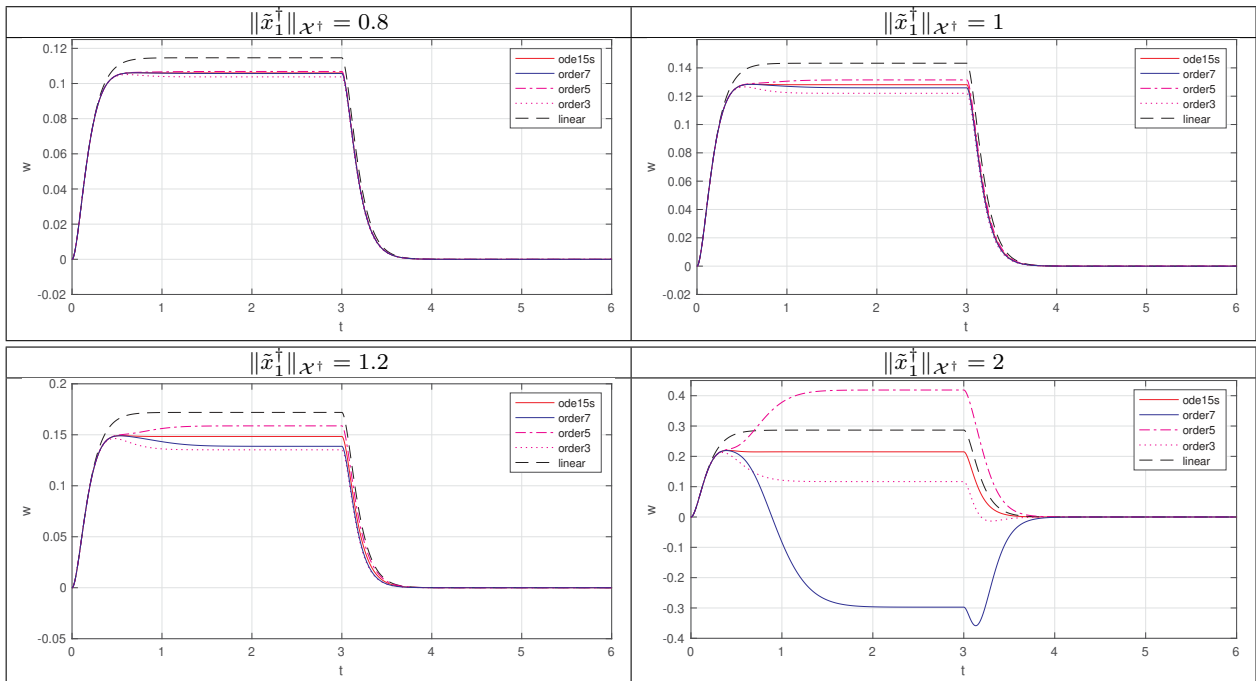 ‖x̃₁†‖_𝒳† = 0.8
‖x̃₁†‖_𝒳† = 1
0.12
0.1
0.08
0.06
0.04
0.02
0
-0.02
w
0 1 2 3 4 5 6
t
ode15s
order7
order5
order3
linear
0.14
0.12
0.1
0.08
0.06
0.04
0.02
0
0.02
w
0 1 2 3 4 5 6
t
ode15s
order7
order5
order3
linear
‖x̃₁†‖_𝒳† = 1.2
‖x̃₁†‖_𝒳† = 2
0.2
0.15
0.1
0.05
0
-0.05
w
0 1 2 3 4 5 6
t
ode15s
order7
order5
order3
linear
0.4
0.3
0.2
0.1
0
-0.1
-0.2
-0.3
-0.4
w
0 1 2 3 4 5 6
t
ode15s
order7
order5
order3
linear